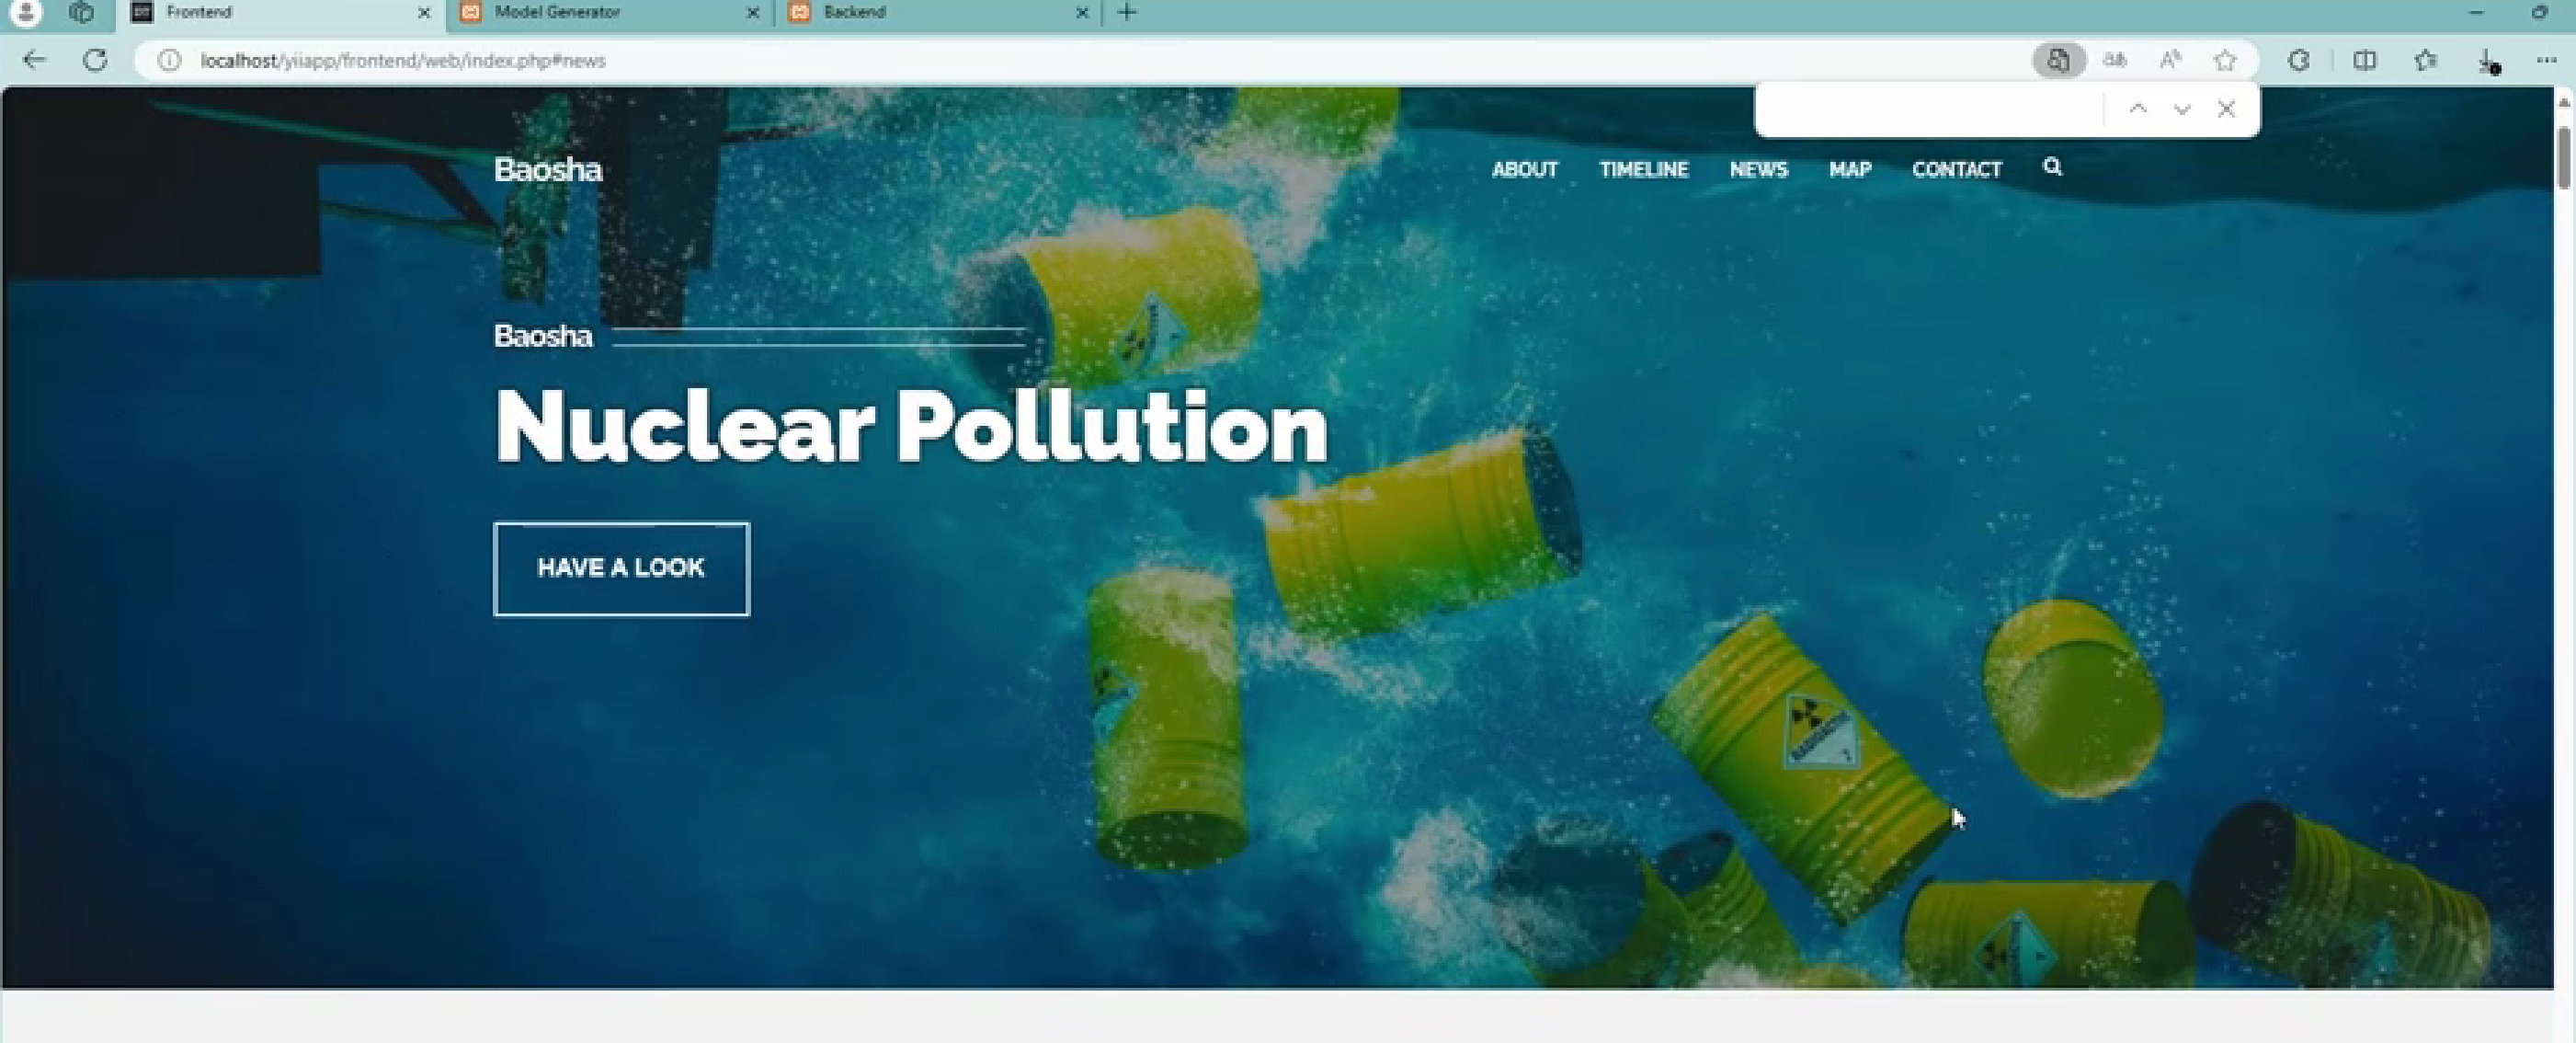 Frontend
Model Generator
Backend
localhost/yiiapp/frontend/web/index.php#news
Baosha
ABOUT TIMELINE NEWS MAP CONTACT
Baosha
Nuclear Pollution
HAVE A LOOK
RADIOACTIVE